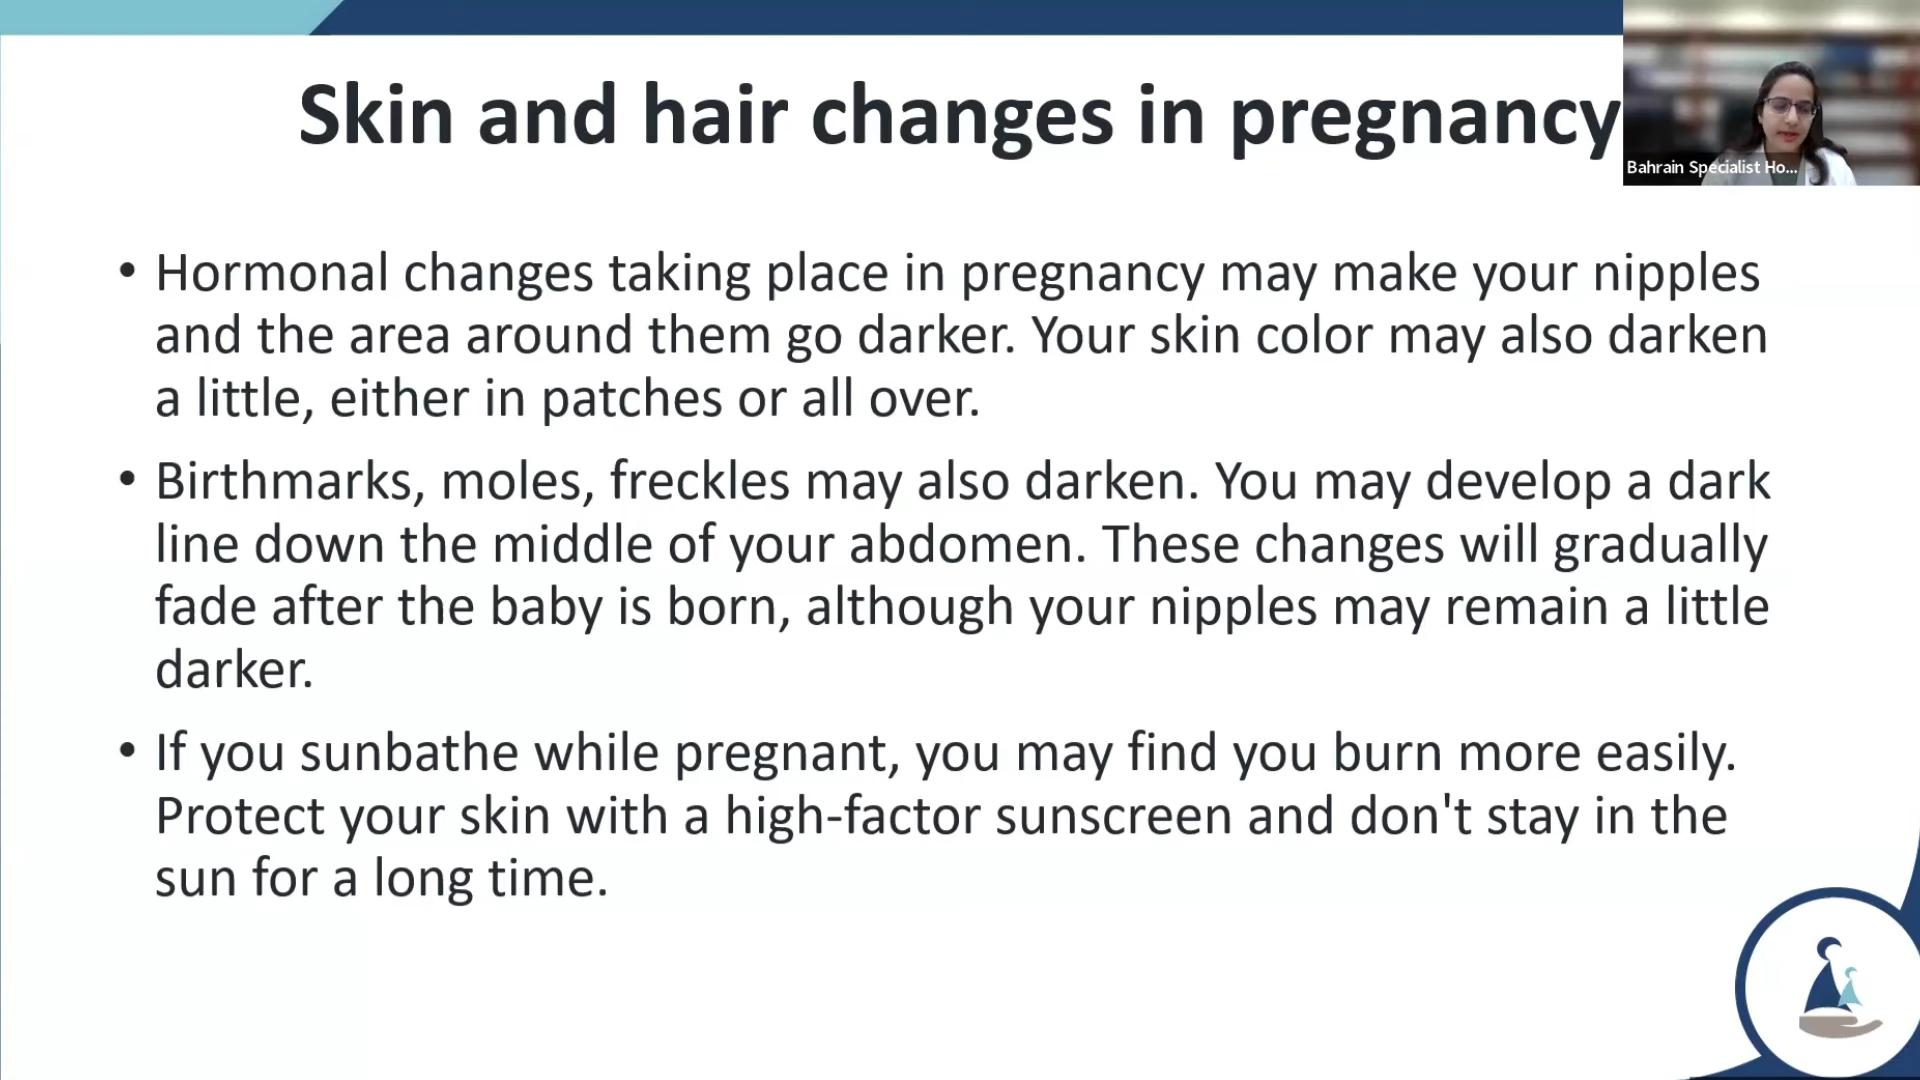 Skin and hair changes in pregnancy
Bahrain Specialist Ho...
• Hormonal changes taking place in pregnancy may make your nipples
and the area around them go darker. Your skin color may also darken
a little, either in patches or all over.
• Birthmarks, moles, freckles may also darken. You may develop a dark
line down the middle of your abdomen. These changes will gradually
fade after the baby is born, although your nipples may remain a little
darker.
• If you sunbathe while pregnant, you may find you burn more easily.
Protect your skin with a high-factor sunscreen and don't stay in the
sun for a long time.